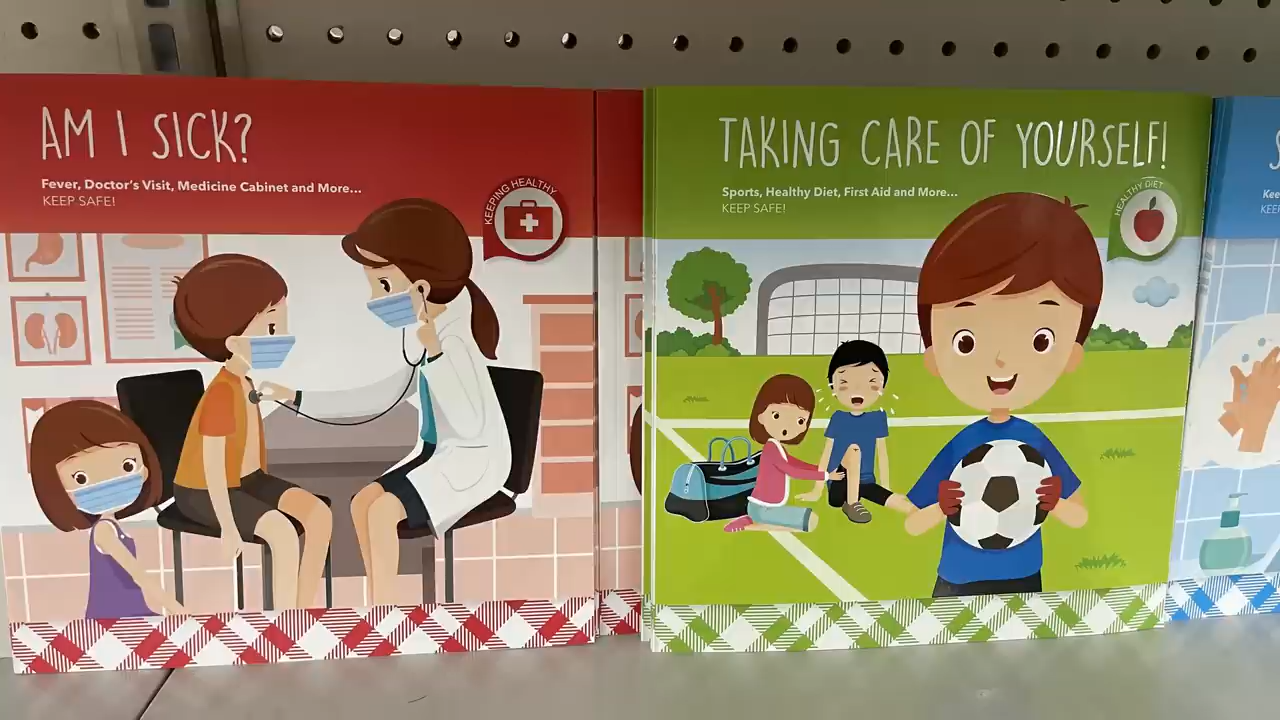 AM I SICK?
Fever, Doctor's Visit, Medicine Cabinet and More...
KEEP SAFE!
KEEPING HEALTHY
TAKING CARE OF YOURSELF!
Sports, Healthy Diet, First Aid and More...
KEEP SAFE!
HEALTHY DIET